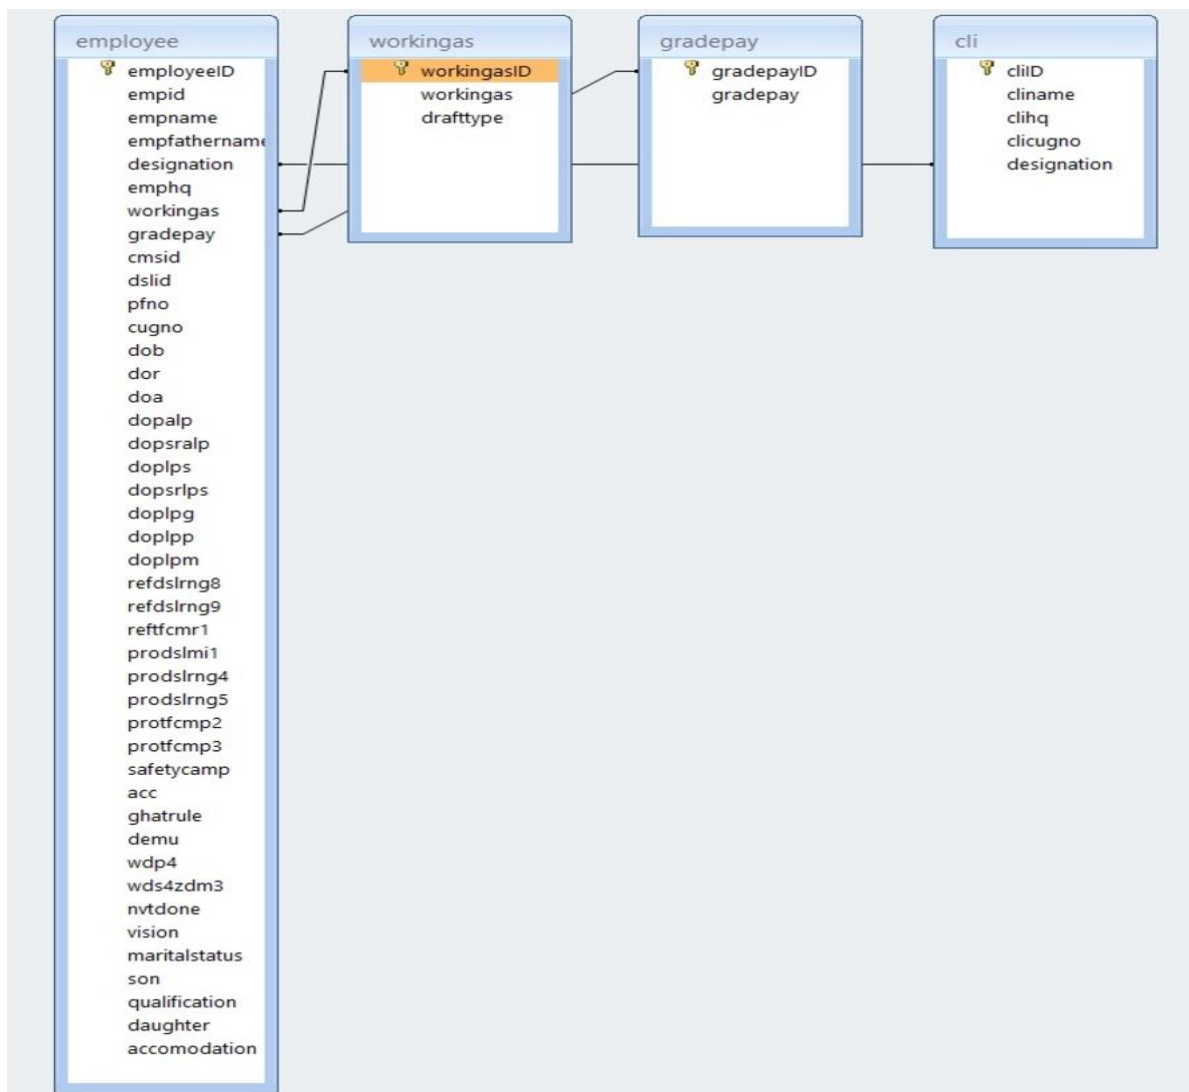 employee
employeeID
empid
empname
empfathername
designation
emphq
workingas
gradepay
cmsid
dslid
pfno
cugno
dob
dor
doa
dopalp
dopsralp
doplps
dopsrlps
doplpg
doplpp
doplpm
refdslrng8
refdslrng9
reftfcmr1
prodslmi1
prodslrng4
prodslrng5
protfcmp2
protfcmp3
safetycamp
acc
ghatrule
demu
wdp4
wds4zdm3
nvtdone
vision
maritalstatus
son
qualification
daughter
accomodation
workingas
workingasID
workingas
drafttype
gradepay
gradepayID
gradepay
cli
cliID
cliname
clihq
clicugno
designation